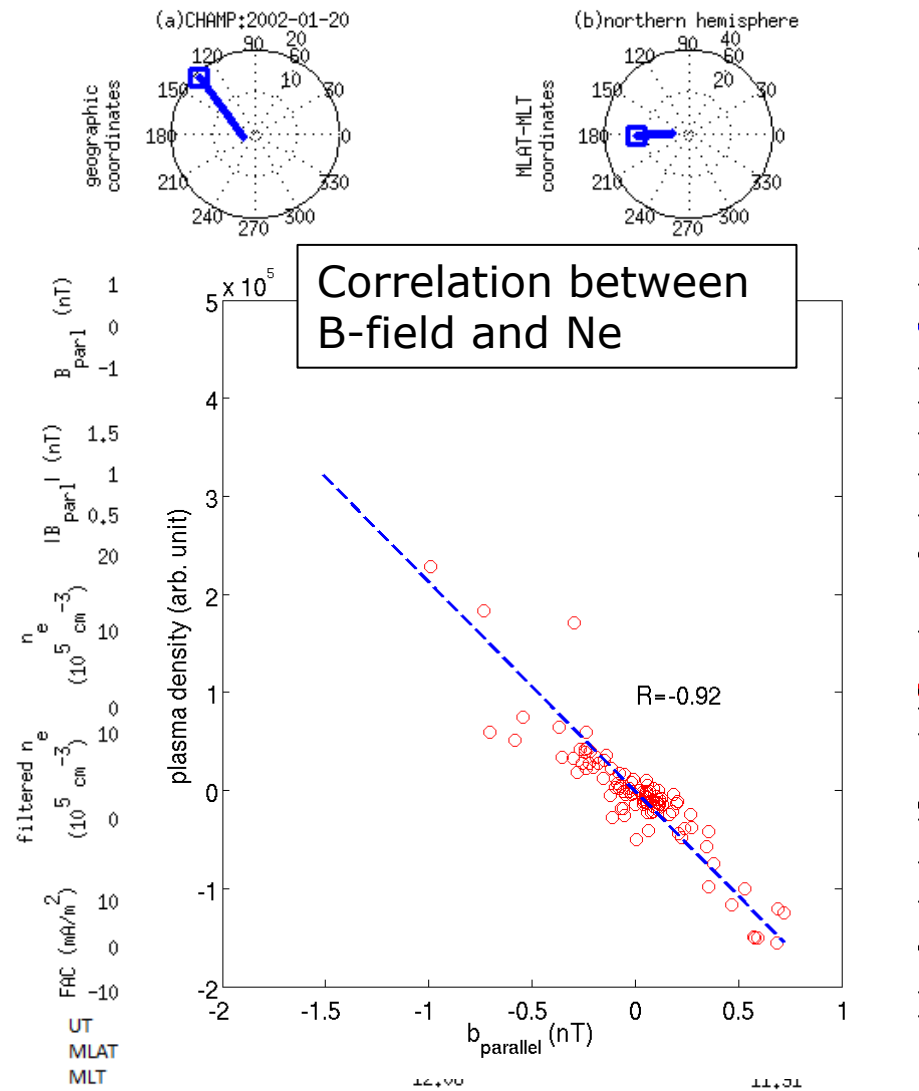 (a)CHAMP:2002-01-20
(b)northern hemisphere
geographic
coordinates
90
20
60
120
10
30
150
180
0
210
330
240
300
270
MLAT-MLT
coordinates
90
40
60
120
20
30
150
180
0
210
330
240
300
270
Correlation between
B-field and Ne
B parl (nT)
1
0
-1
|B parl| (nT)
1.5
1
0.5
n e
(10^5 cm^-3)
20
10
0
filtered n e
(10^5 cm^-3)
10
0
FAC (mA/m^2)
10
0
-10
UT
MLAT
MLT
x 10^5
5
4
3
2
1
0
-1
-2
plasma density (arb. unit)
R=-0.92
-2
-1.5
-1
-0.5
0
0.5
1
b parallel (nT)